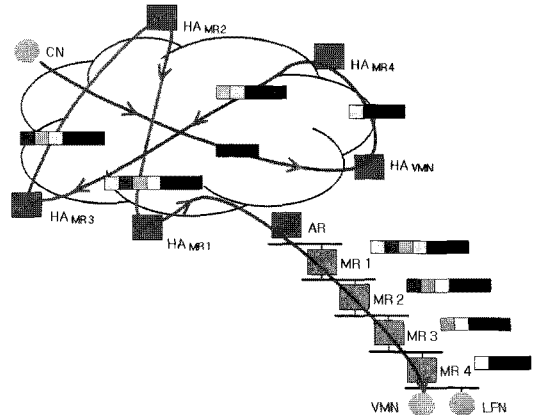 HA MR2
CN
HA MR4
HA VMN
HA MR3
HA MR1
AR
MR 1
MR 2
MR 3
MR 4
VMN
LFN